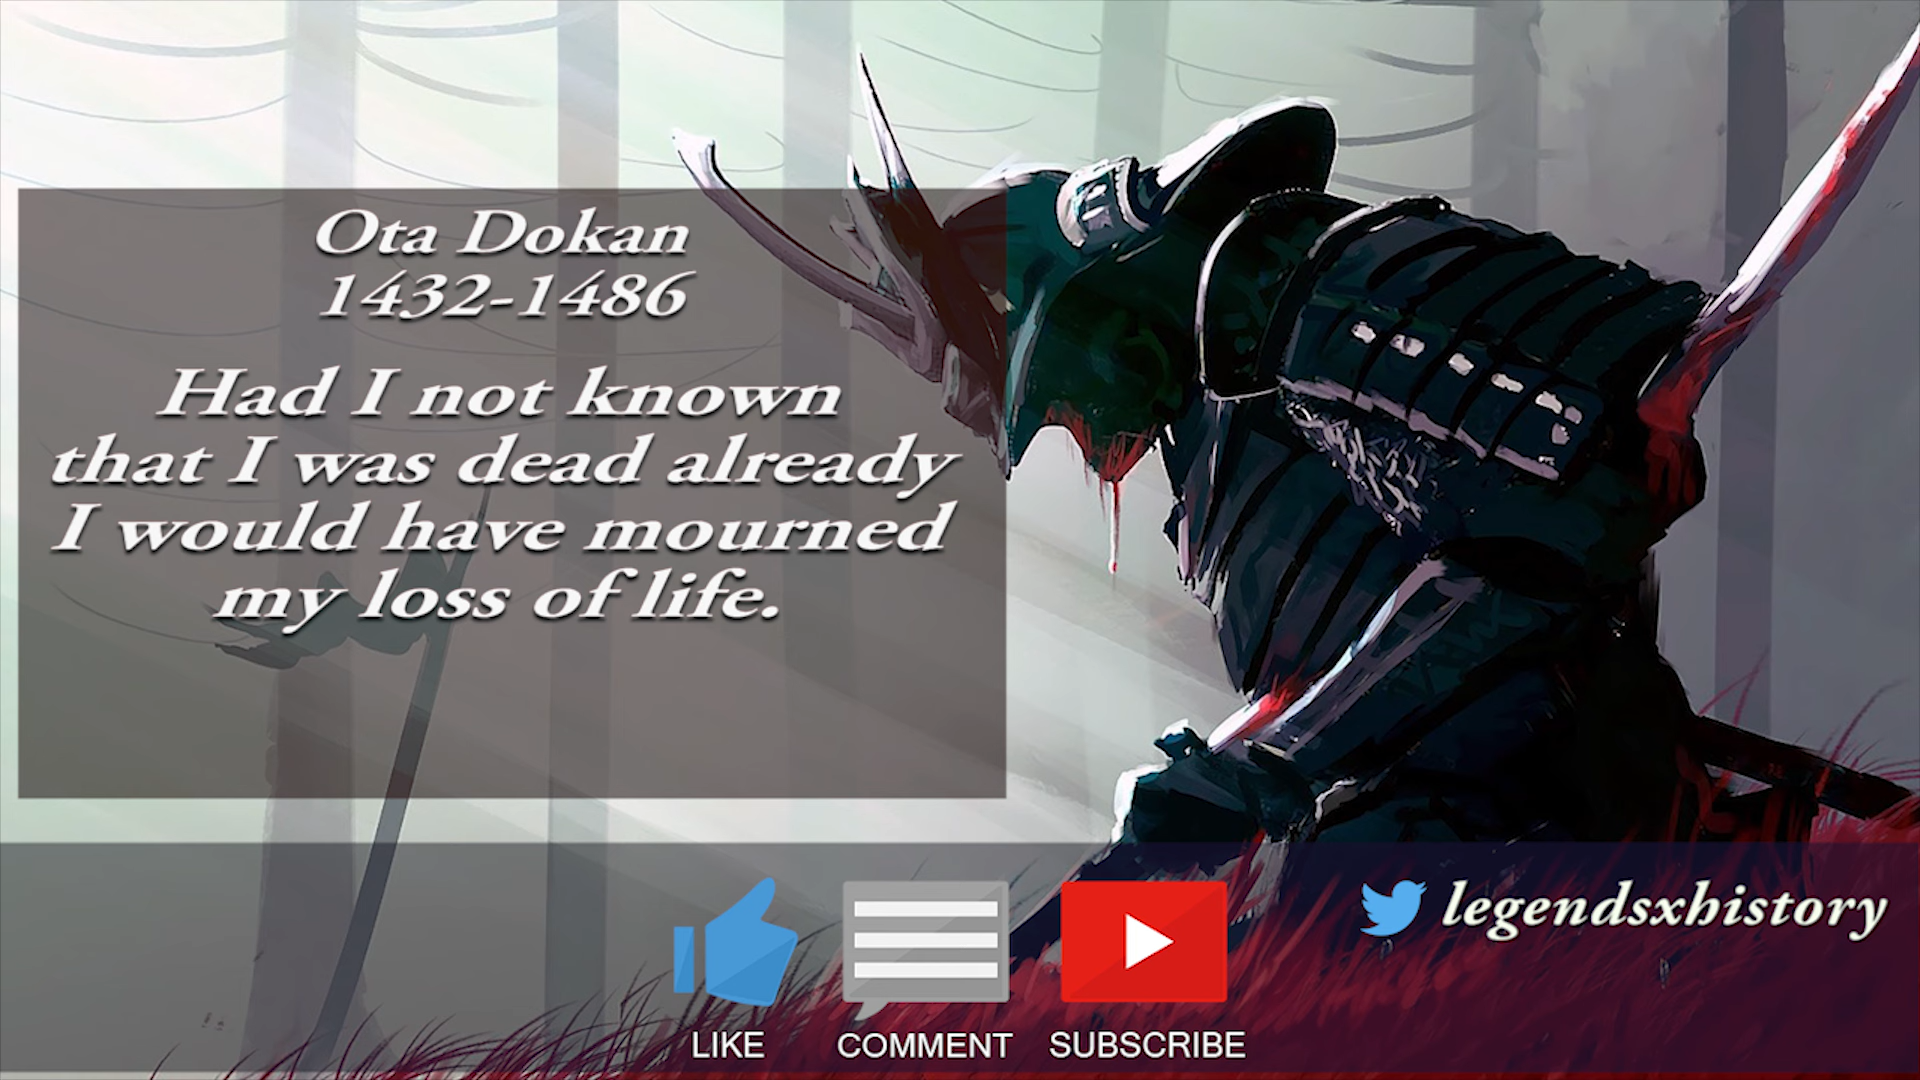 Ota Dokan
1432-1486
Had I not known
that I was dead already
I would have mourned
my loss of life.
legendsxhistory
LIKE COMMENT SUBSCRIBE